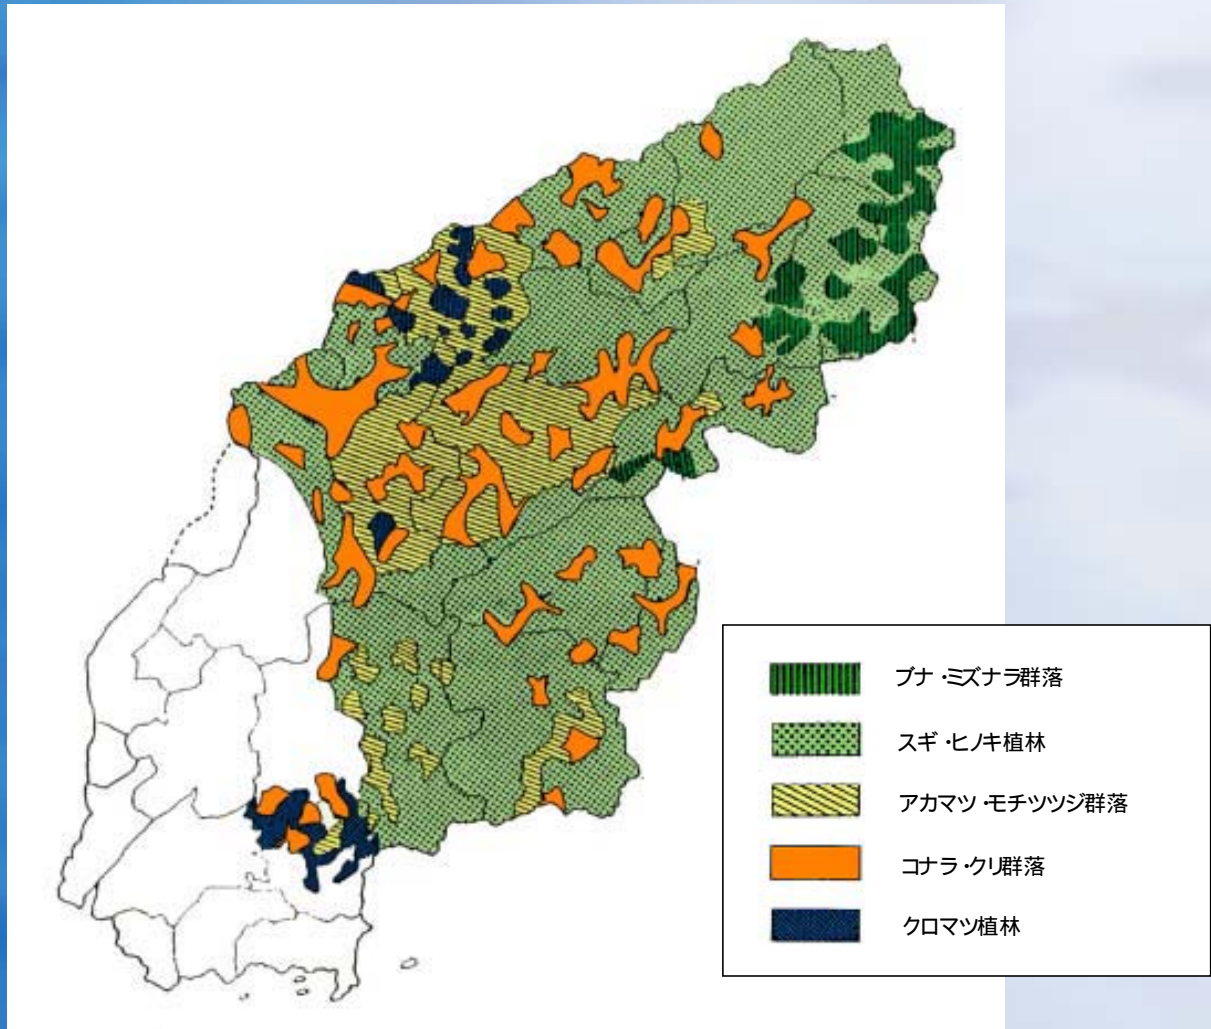 ブナ・ミズナラ群落
スギ・ヒノキ植林
アカマツ・モチツツジ群落
コナラ・クリ群落
クロマツ植林